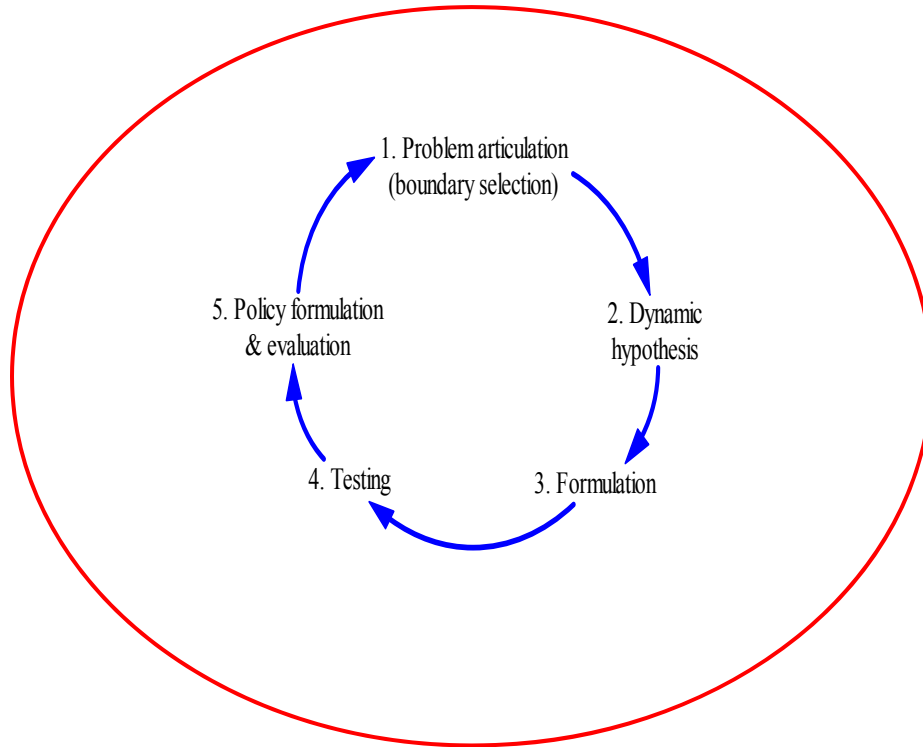 1. Problem articulation
(boundary selection)
2. Dynamic
hypothesis
3. Formulation
4. Testing
5. Policy formulation
& evaluation